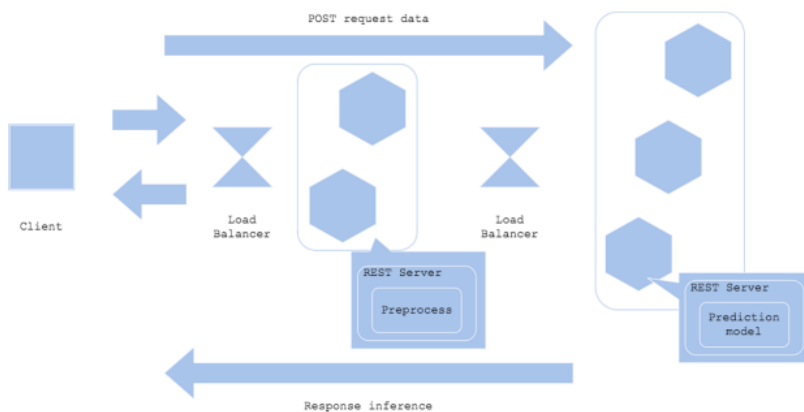 POST request data
Client
Load
Balancer
Load
Balancer
REST Server
Preprocess
REST Server
Prediction
model
Response inference